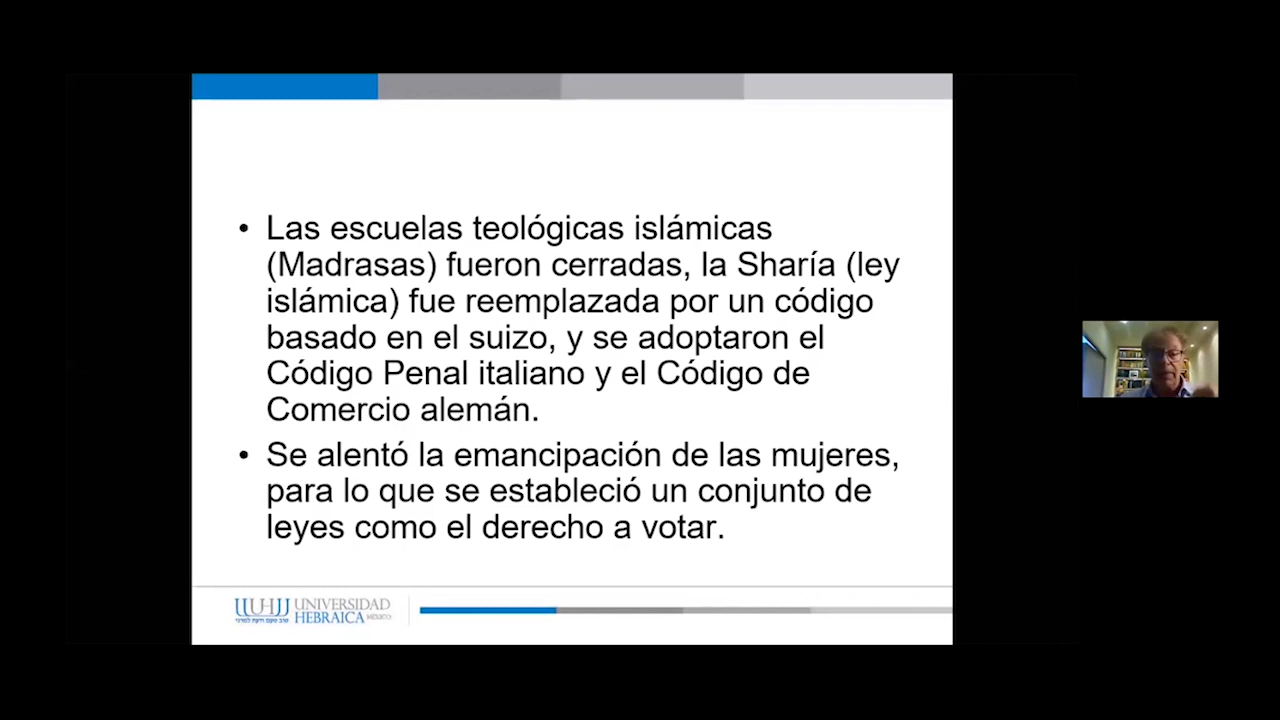 • Las escuelas teológicas islámicas
(Madrasas) fueron cerradas, la Sharía (ley
islámica) fue reemplazada por un código
basado en el suizo, y se adoptaron el
Código Penal italiano y el Código de
Comercio alemán.
• Se alentó la emancipación de las mujeres,
para lo que se estableció un conjunto de
leyes como el derecho a votar.
UNIVERSIDAD
HEBRAICA MÉXICO